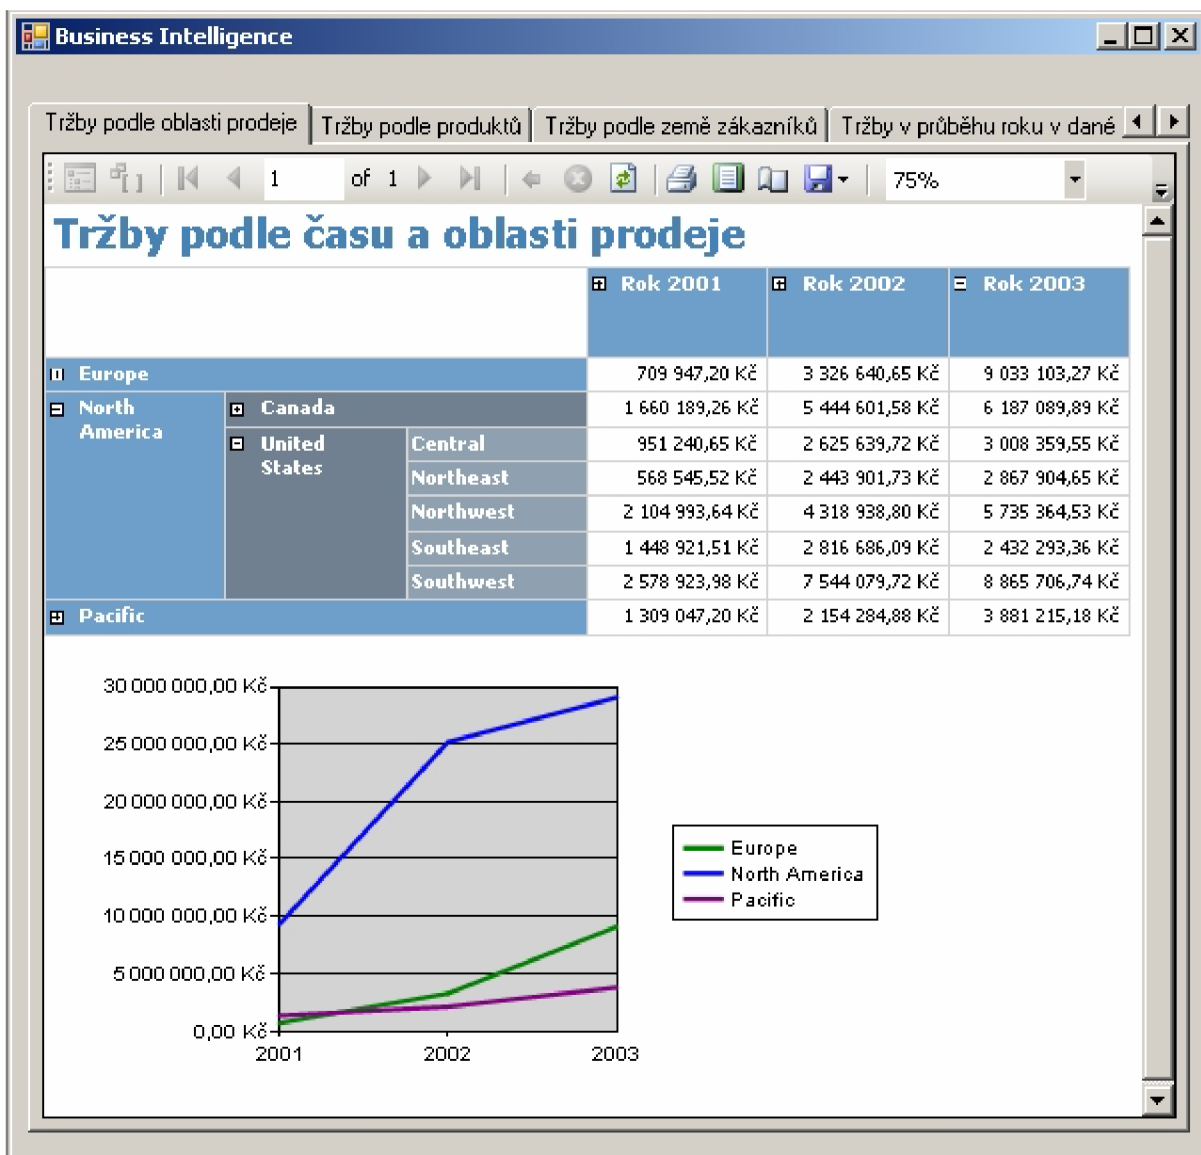 Business Intelligence
Tržby podle oblasti prodeje Tržby podle produktů Tržby podle země zákazníků Tržby v průběhu roku v dané
1 of 1 75%
Tržby podle času a oblasti prodeje
Rok 2001 Rok 2002 Rok 2003
Europe 709 947,20 Kč 3 326 640,65 Kč 9 033 103,27 Kč
North America Canada 1 660 189,26 Kč 5 444 601,58 Kč 6 187 089,89 Kč
United States Central 951 240,65 Kč 2 625 639,72 Kč 3 008 359,55 Kč
Northeast 568 545,52 Kč 2 443 901,73 Kč 2 867 904,65 Kč
Northwest 2 104 993,64 Kč 4 318 938,80 Kč 5 735 364,53 Kč
Southeast 1 448 921,51 Kč 2 816 686,09 Kč 2 432 293,36 Kč
Southwest 2 578 923,98 Kč 7 544 079,72 Kč 8 865 706,74 Kč
Pacific 1 309 047,20 Kč 2 154 284,88 Kč 3 881 215,18 Kč
30 000 000,00 Kč
25 000 000,00 Kč
20 000 000,00 Kč
15 000 000,00 Kč
10 000 000,00 Kč
5 000 000,00 Kč
0,00 Kč
2001 2002 2003
Europe
North America
Pacific